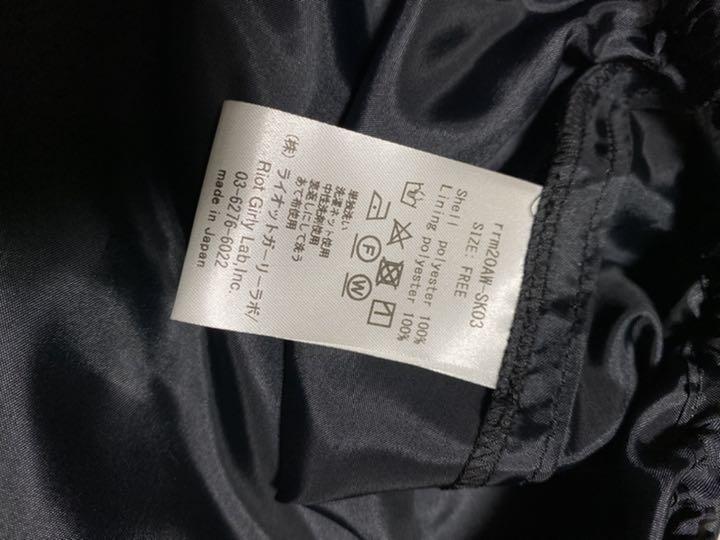 rrm20AW-SK03
SIZE: FREE
Shell polyester 100%
Lining polyester 100%
単独洗い
洗濯ネット使用
中性洗剤使用
裏返しにして洗う
あて布使用
(株)ライオットガーリーラボ/
Riot Girly Lab,Inc.
03-6276-6022
made in Japan